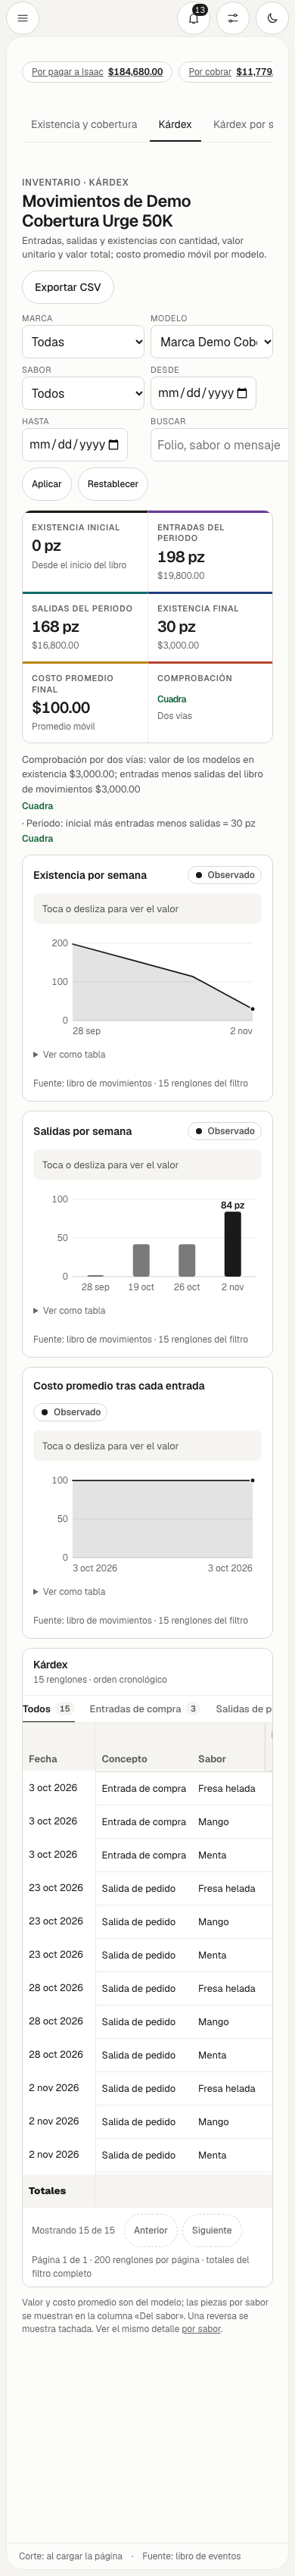 13
Por pagar a Isaac $184,680.00
Por cobrar $11,779.
Existencia y cobertura
Kárdex
Kárdex por s
INVENTARIO · KÁRDEX
Movimientos de Demo
Cobertura Urge 50K
Entradas, salidas y existencias con cantidad, valor
unitario y valor total; costo promedio móvil por modelo.
Exportar CSV
MARCA
MODELO
Todas
Marca Demo Cob
SABOR
DESDE
Todos
mm/dd/yyyy
HASTA
BUSCAR
mm/dd/yyyy
Folio, sabor o mensaje
Aplicar
Restablecer
EXISTENCIA INICIAL
0 pz
Desde el inicio del libro
ENTRADAS DEL
PERIODO
198 pz
$19,800.00
SALIDAS DEL PERIODO
168 pz
$16,800.00
EXISTENCIA FINAL
30 pz
$3,000.00
COSTO PROMEDIO
FINAL
$100.00
Promedio móvil
COMPROBACIÓN
Cuadra
Dos vías
Comprobación por dos vías: valor de los modelos en
existencia $3,000.00; entradas menos salidas del libro
de movimientos $3,000.00
Cuadra
· Periodo: inicial más entradas menos salidas = 30 pz
Cuadra
Existencia por semana
Observado
Toca o desliza para ver el valor
200
100
0
28 sep
2 nov
Ver como tabla
Fuente: libro de movimientos · 15 renglones del filtro
Salidas por semana
Observado
Toca o desliza para ver el valor
100
50
0
84 pz
28 sep
19 oct
26 oct
2 nov
Ver como tabla
Fuente: libro de movimientos · 15 renglones del filtro
Costo promedio tras cada entrada
Observado
Toca o desliza para ver el valor
100
50
0
3 oct 2026
3 oct 2026
Ver como tabla
Fuente: libro de movimientos · 15 renglones del filtro
Kárdex
15 renglones · orden cronológico
Todos 15
Entradas de compra 3
Salidas de p
Fecha Concepto Sabor
3 oct 2026 Entrada de compra Fresa helada
3 oct 2026 Entrada de compra Mango
3 oct 2026 Entrada de compra Menta
23 oct 2026 Salida de pedido Fresa helada
23 oct 2026 Salida de pedido Mango
23 oct 2026 Salida de pedido Menta
28 oct 2026 Salida de pedido Fresa helada
28 oct 2026 Salida de pedido Mango
28 oct 2026 Salida de pedido Menta
2 nov 2026 Salida de pedido Fresa helada
2 nov 2026 Salida de pedido Mango
2 nov 2026 Salida de pedido Menta
Totales
Mostrando 15 de 15
Anterior
Siguiente
Página 1 de 1 · 200 renglones por página · totales del
filtro completo
Valor y costo promedio son del modelo; las piezas por sabor
se muestran en la columna «Del sabor». Una reversa se
muestra tachada. Ver el mismo detalle por sabor.
Corte: al cargar la página · Fuente: libro de eventos